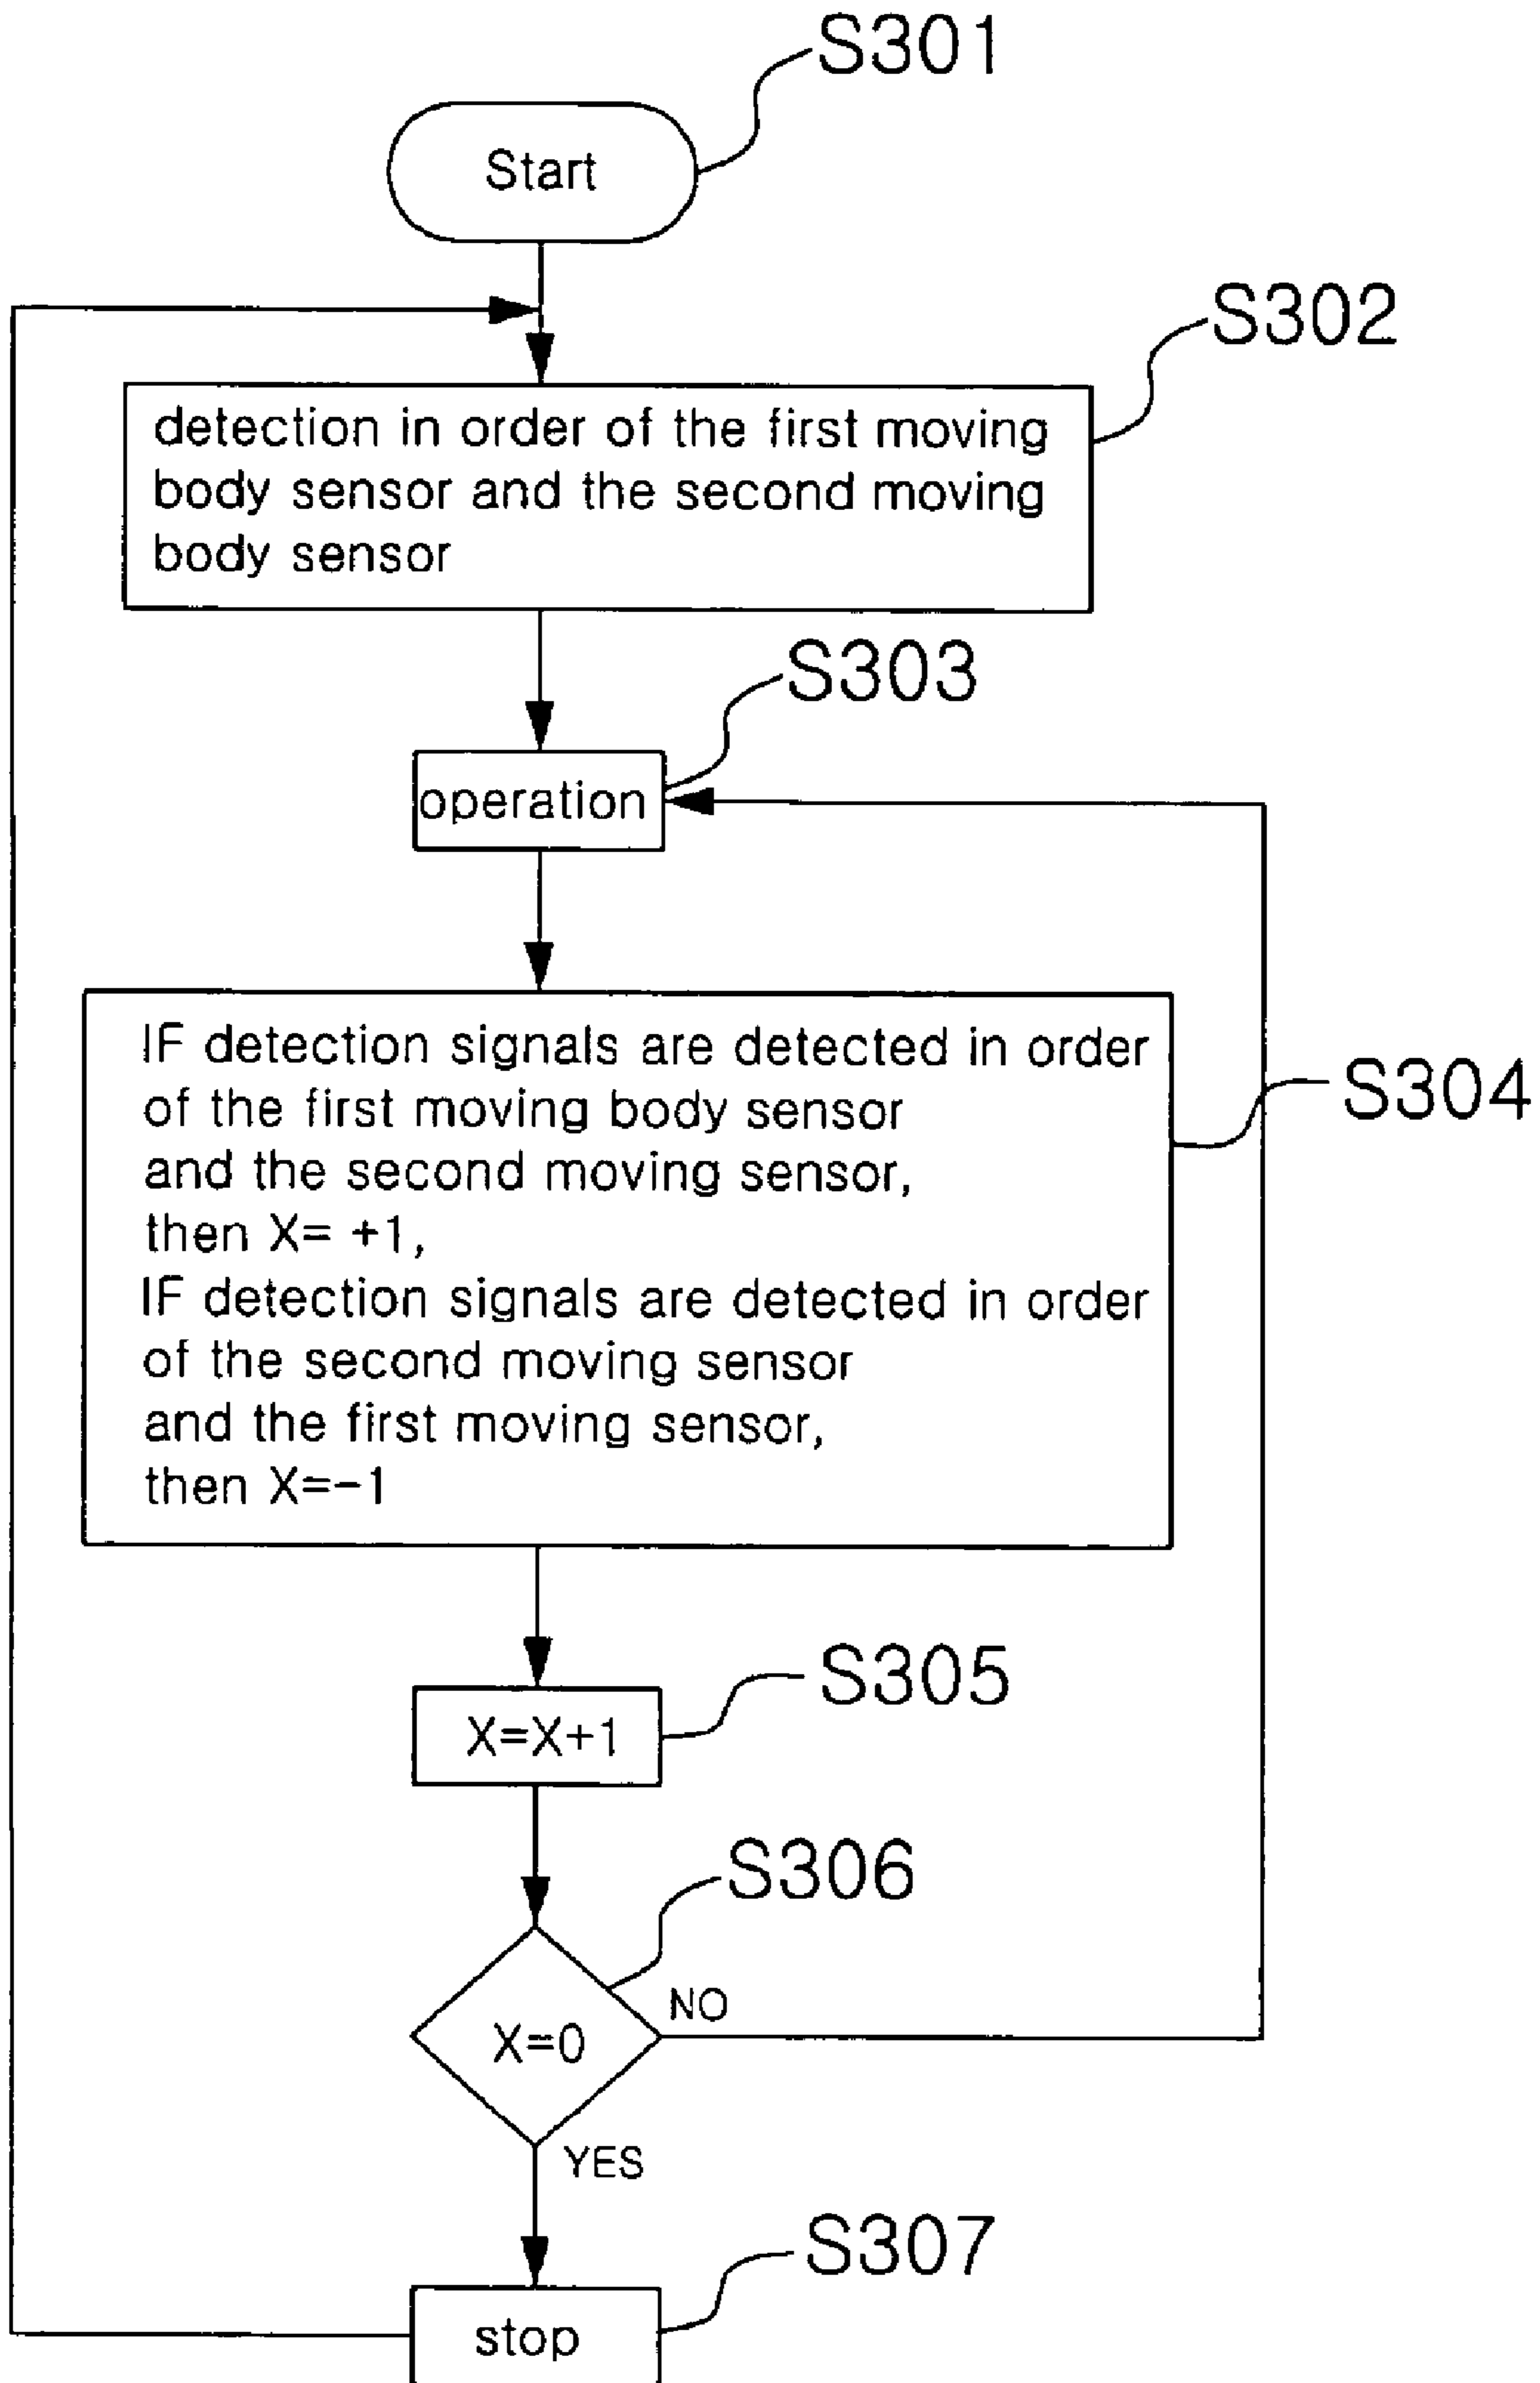 S301
Start
S302
detection in order of the first moving
body sensor and the second moving
body sensor
S303
operation
IF detection signals are detected in order
of the first moving body sensor
and the second moving sensor,
then X= +1,
IF detection signals are detected in order
of the second moving sensor
and the first moving sensor,
then X=-1
S304
S305
X=X+1
S306
NO
X=0
YES
S307
stop